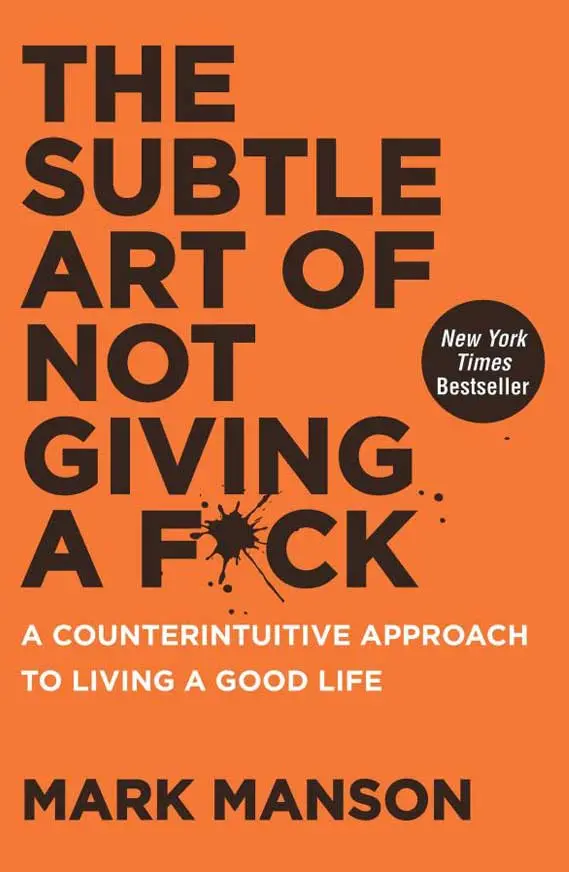 THE
SUBTLE
ART OF
NOT
GIVING
A F*CK
New York
Times
Bestseller
A COUNTERINTUITIVE APPROACH
TO LIVING A GOOD LIFE
MARK MANSON